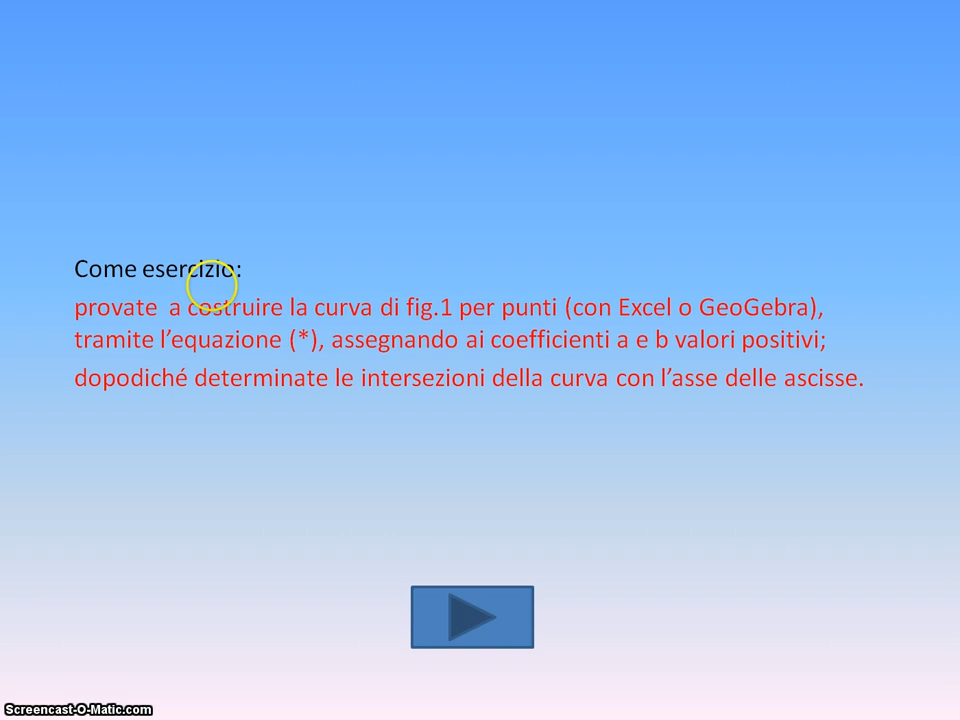 Come esercizio:
provate a costruire la curva di fig.1 per punti (con Excel o GeoGebra),
tramite l’equazione (*), assegnando ai coefficienti a e b valori positivi;
dopodiché determinate le intersezioni della curva con l’asse delle ascisse.
Screencast-O-Matic.com